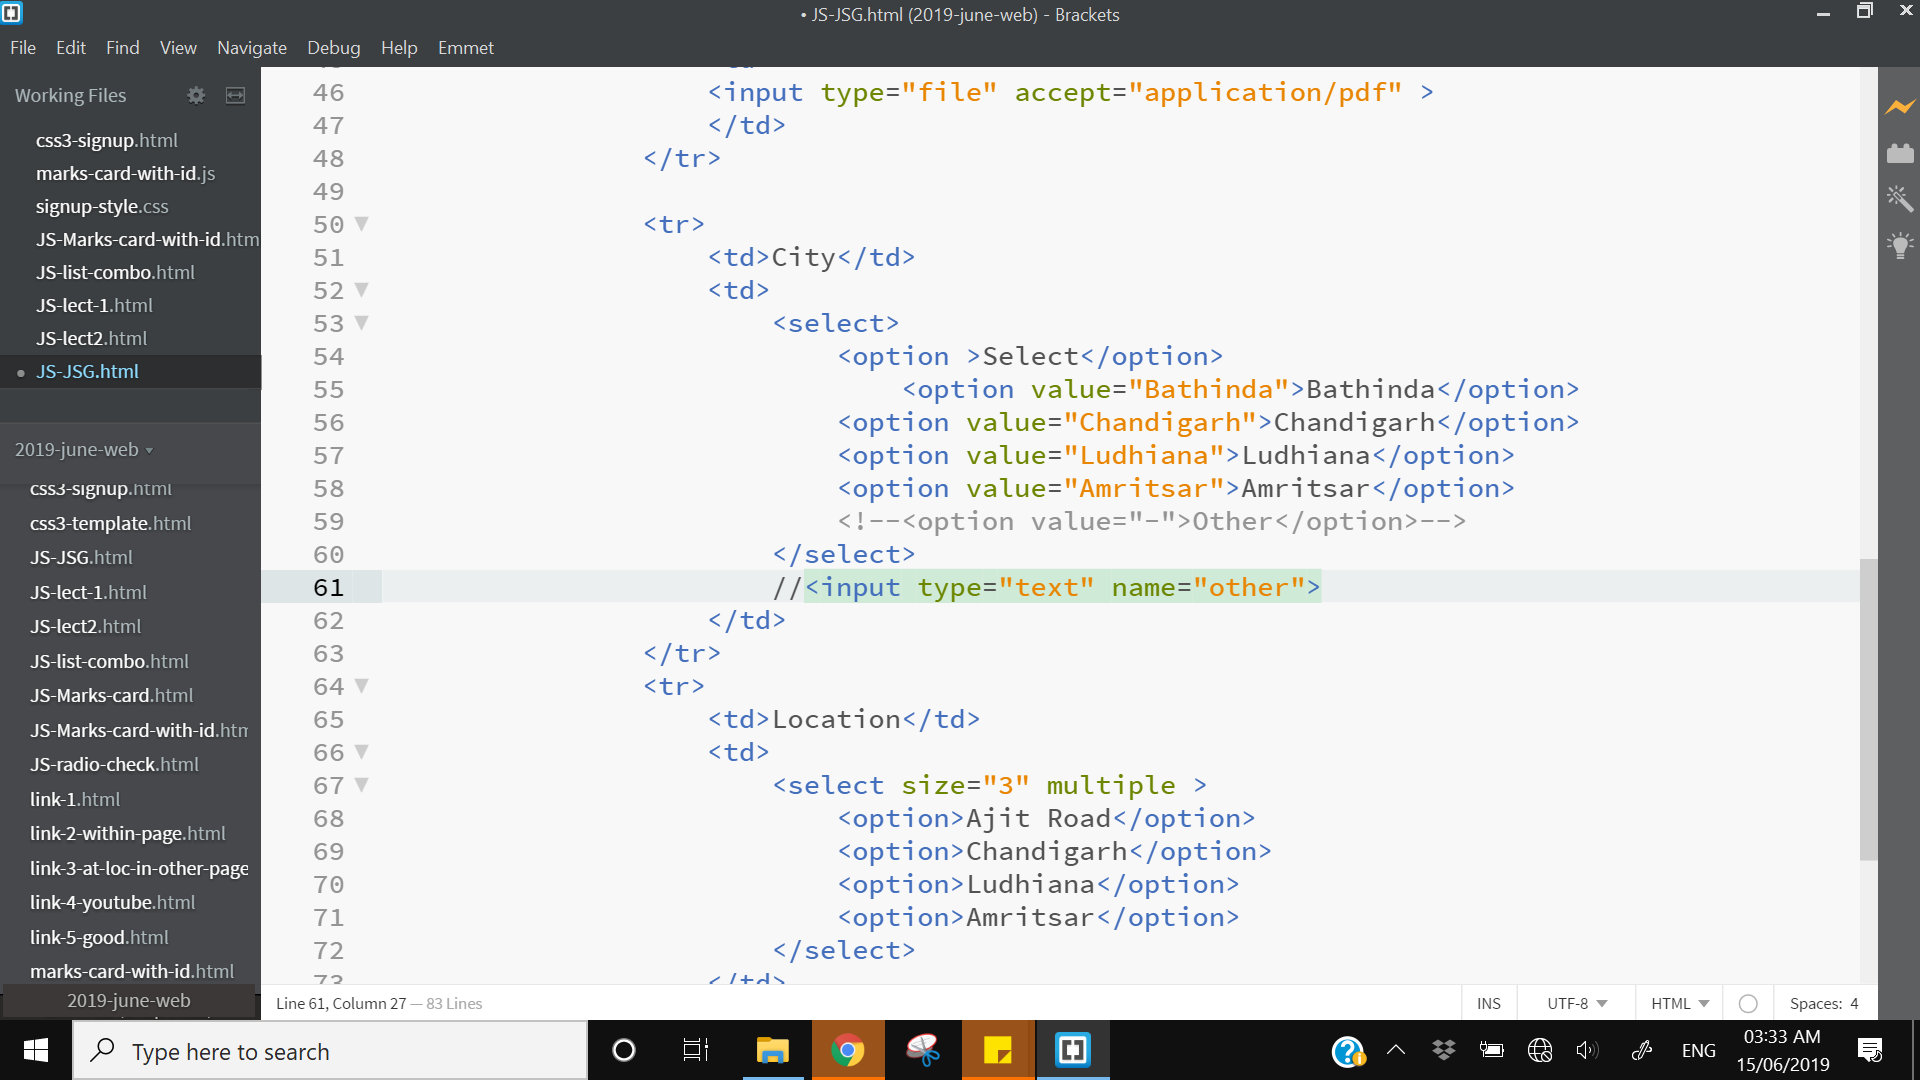 • JS-JSG.html (2019-june-web) - Brackets
File Edit Find View Navigate Debug Help Emmet
Working Files
css3-signup.html
marks-card-with-id.js
signup-style.css
JS-Marks-card-with-id.htm
JS-list-combo.html
JS-lect-1.html
JS-lect2.html
JS-JSG.html
2019-june-web
css3-signup.html
css3-template.html
JS-JSG.html
JS-lect-1.html
JS-lect2.html
JS-list-combo.html
JS-Marks-card.html
JS-Marks-card-with-id.htm
JS-radio-check.html
link-1.html
link-2-within-page.html
link-3-at-loc-in-other-page
link-4-youtube.html
link-5-good.html
marks-card-with-id.html
2019-june-web
46 <input type="file" accept="application/pdf" >
47 </td>
48 </tr>
49
50 <tr>
51 <td>City</td>
52 <td>
53 <select>
54 <option >Select</option>
55 <option value="Bathinda">Bathinda</option>
56 <option value="Chandigarh">Chandigarh</option>
57 <option value="Ludhiana">Ludhiana</option>
58 <option value="Amritsar">Amritsar</option>
59 <!--<option value="-">Other</option>-->
60 </select>
61 //<input type="text" name="other">
62 </td>
63 </tr>
64 <tr>
65 <td>Location</td>
66 <td>
67 <select size="3" multiple >
68 <option>Ajit Road</option>
69 <option>Chandigarh</option>
70 <option>Ludhiana</option>
71 <option>Amritsar</option>
72 </select>
73 </td>
Line 61, Column 27 — 83 Lines
INS UTF-8 HTML Spaces: 4
Type here to search
ENG
03:33 AM
15/06/2019